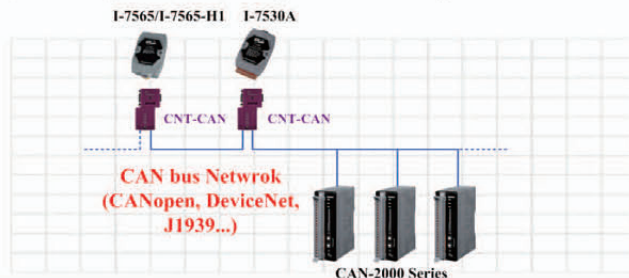 I-7565/I-7565-H1 I-7530A
CNT-CAN CNT-CAN
CAN bus Netwrok
(CANopen, DeviceNet,
J1939...)
CAN-2000 Series